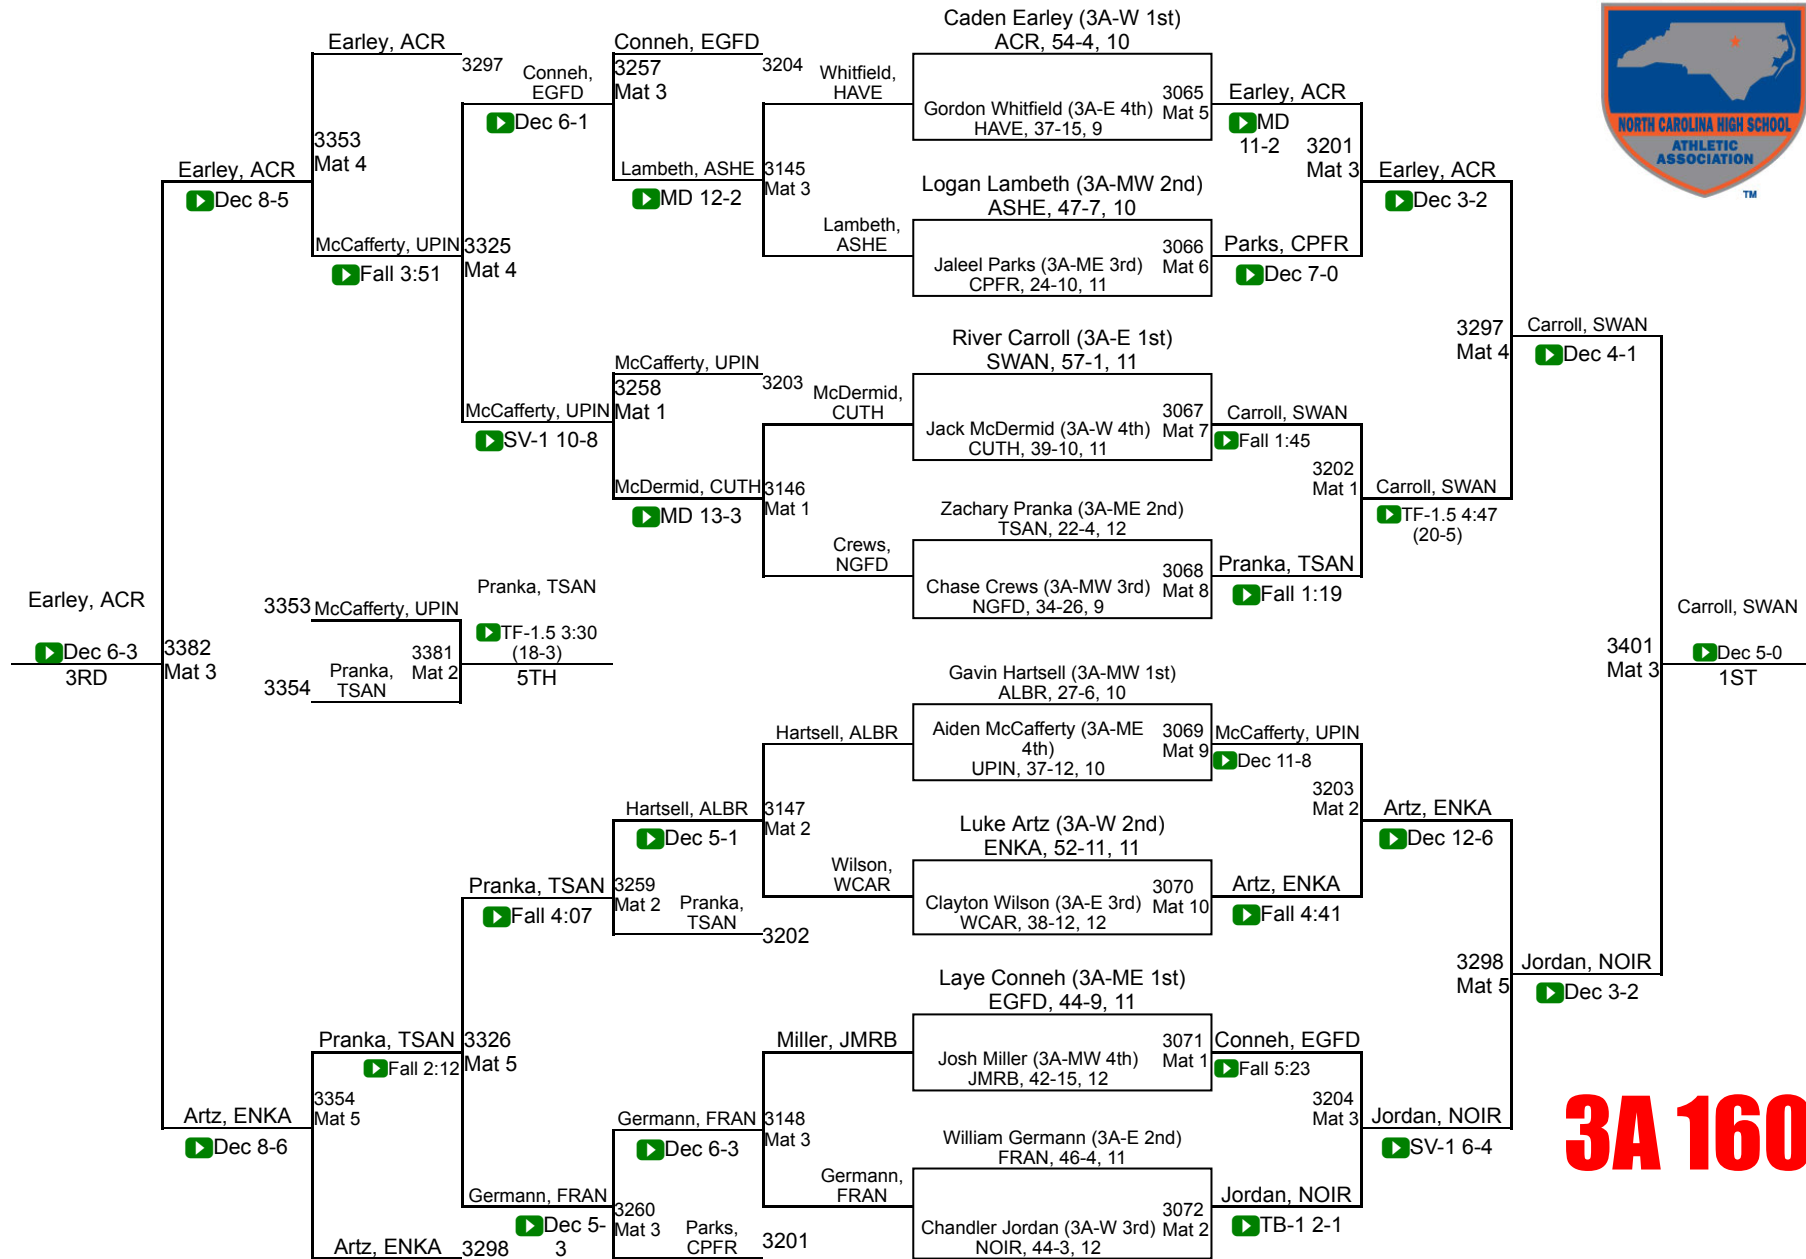 Earley, ACR
3297
3353
Mat 4
Earley, ACR
Dec 8-5
McCafferty, UPIN
Fall 3:51
3325
Mat 4
Conneh,
EGFD
Dec 6-1
Conneh, EGFD
3257
Mat 3
3204
Lambeth, ASHE
MD 12-2
3145
Mat 3
Whitfield,
HAVE
Lambeth,
ASHE
McCafferty, UPIN
SV-1 10-8
McCafferty, UPIN
3258
Mat 1
3203
McDermid, CUTH
MD 13-3
3146
Mat 1
McDermid,
CUTH
Crews,
NGFD
Earley, ACR
Dec 6-3
3RD
3382
Mat 3
3353
McCafferty, UPIN
3354
Pranka,
TSAN
3381
Mat 2
Pranka, TSAN
TF-1.5 3:30
(18-3)
5TH
Hartsell, ALBR
Hartsell, ALBR
Dec 5-1
3147
Mat 2
Wilson,
WCAR
Pranka, TSAN
Fall 4:07
3259
Mat 2
Pranka,
TSAN
3202
Pranka, TSAN
Fall 2:12
3326
Mat 5
3354
Mat 5
Artz, ENKA
Dec 8-6
Miller, JMRB
Germann, FRAN
Dec 6-3
3148
Mat 3
Germann,
FRAN
Germann, FRAN
Dec 5-
3
3260
Mat 3
Parks,
CPFR
3201
Artz, ENKA
3298
Caden Earley (3A-W 1st)
ACR, 54-4, 10
Gordon Whitfield (3A-E 4th)
HAVE, 37-15, 9
3065
Mat 5
Logan Lambeth (3A-MW 2nd)
ASHE, 47-7, 10
Jaleel Parks (3A-ME 3rd)
CPFR, 24-10, 11
3066
Mat 6
River Carroll (3A-E 1st)
SWAN, 57-1, 11
Jack McDermid (3A-W 4th)
CUTH, 39-10, 11
3067
Mat 7
Zachary Pranka (3A-ME 2nd)
TSAN, 22-4, 12
Chase Crews (3A-MW 3rd)
NGFD, 34-26, 9
3068
Mat 8
Gavin Hartsell (3A-MW 1st)
ALBR, 27-6, 10
Aiden McCafferty (3A-ME
4th)
UPIN, 37-12, 10
3069
Mat 9
Luke Artz (3A-W 2nd)
ENKA, 52-11, 11
Clayton Wilson (3A-E 3rd)
WCAR, 38-12, 12
3070
Mat 10
Laye Conneh (3A-ME 1st)
EGFD, 44-9, 11
Josh Miller (3A-MW 4th)
JMRB, 42-15, 12
3071
Mat 1
William Germann (3A-E 2nd)
FRAN, 46-4, 11
Chandler Jordan (3A-W 3rd)
NOIR, 44-3, 12
3072
Mat 2
Earley, ACR
MD
11-2
3201
Mat 3
Parks, CPFR
Dec 7-0
Earley, ACR
Dec 3-2
Carroll, SWAN
Fall 1:45
3202
Mat 1
Pranka, TSAN
Fall 1:19
Carroll, SWAN
TF-1.5 4:47
(20-5)
3297
Mat 4
Carroll, SWAN
Dec 4-1
McCafferty, UPIN
Dec 11-8
3203
Mat 2
Artz, ENKA
Fall 4:41
Artz, ENKA
Dec 12-6
Conneh, EGFD
Fall 5:23
3204
Mat 3
Jordan, NOIR
TB-1 2-1
Jordan, NOIR
SV-1 6-4
3298
Mat 5
Jordan, NOIR
Dec 3-2
3401
Mat 3
Carroll, SWAN
Dec 5-0
1ST
NORTH CAROLINA HIGH SCHOOL
ATHLETIC
ASSOCIATION
TM
3A 160